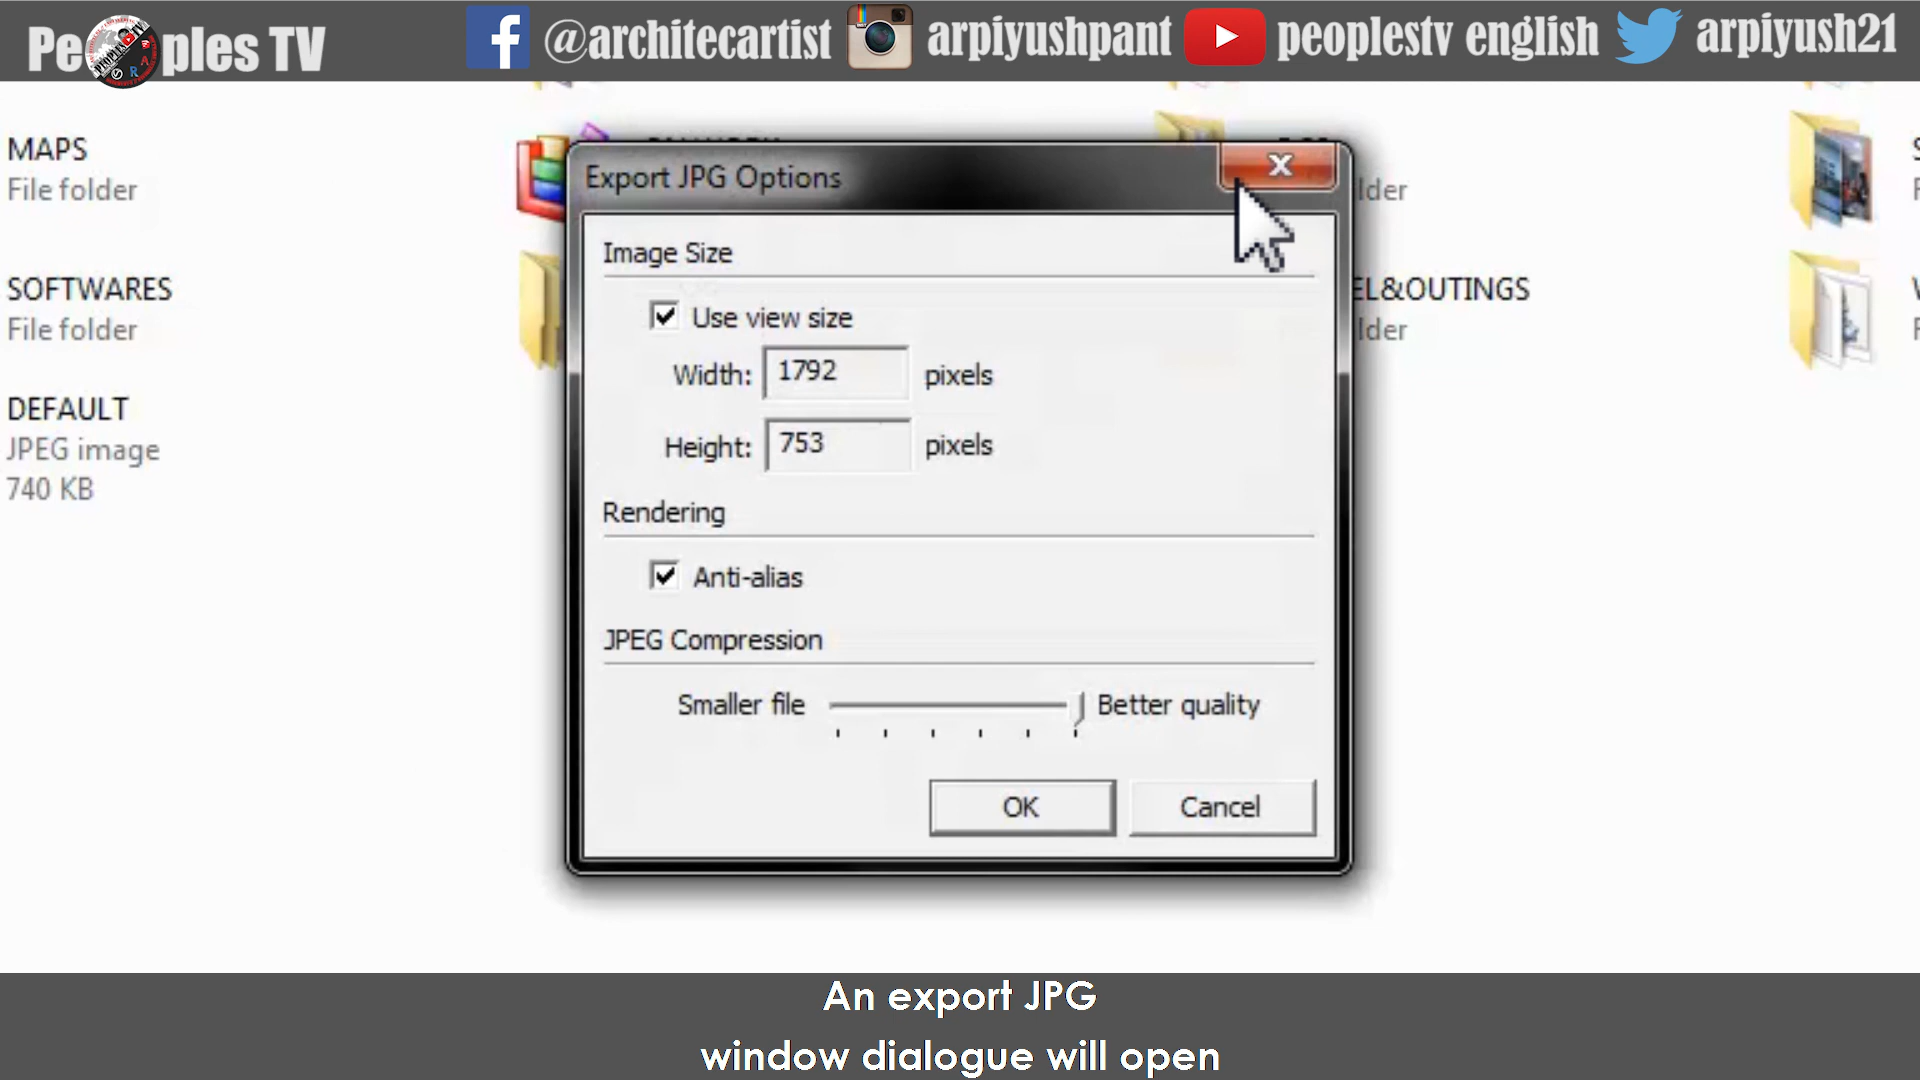 Peoples TV
@architecartist
arpiyushpant
peoplestv english
arpiyush21
MAPS
File folder
SOFTWARES
File folder
DEFAULT
JPEG image
740 KB
Export JPG Options
Image Size
Use view size
Width: 1792 pixels
Height: 753 pixels
Rendering
Anti-alias
JPEG Compression
Smaller file Better quality
OK Cancel
EL&OUTINGS
An export JPG
window dialogue will open